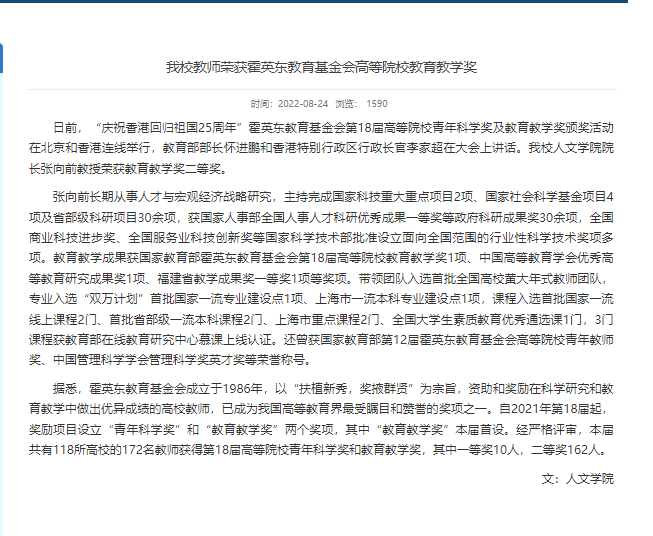 我校教师荣获霍英东教育基金会高等院校教育教学奖
时间：2022-08-24 浏览： 1590
日前，“庆祝香港回归祖国25周年”霍英东教育基金会第18届高等院校青年科学奖及教育教学奖颁奖活动
在北京和香港连线举行，教育部部长怀进鹏和香港特别行政区行政长官李家超在大会上讲话。我校人文学院院
长张向前教授荣获教育教学奖二等奖。
张向前长期从事人才与宏观经济战略研究，主持完成国家科技重大重点项目2项、国家社会科学基金项目4
项及省部级科研项目30余项，获国家人事部全国人事人才科研优秀成果一等奖等政府科研成果奖30余项，全国
商业科技进步奖、全国服务业科技创新奖等国家科学技术部批准设立面向全国范围的行业性科学技术奖项多
项。教育教学成果获国家教育部霍英东教育基金会第18届高等院校教育教学奖1项、中国高等教育学会优秀高
等教育研究成果奖1项、福建省教学成果奖一等奖1项等奖项。带领团队入选首批全国高校黄大年式教师团队，
专业入选“双万计划”首批国家一流专业建设点1项、上海市一流本科专业建设点1项，课程入选首批国家一流
线上课程2门、首批省部级一流本科课程2门、上海市重点课程2门、全国大学生素质教育优秀通选课1门，3门
课程获教育部在线教育研究中心慕课上线认证。还曾获国家教育部第12届霍英东教育基金会高等院校青年教师
奖、中国管理科学学会管理科学奖英才奖等荣誉称号。
据悉，霍英东教育基金会成立于1986年，以“扶植新秀，奖掖群贤”为宗旨，资助和奖励在科学研究和教
育教学中做出优异成绩的高校教师，已成为我国高等教育界最受瞩目和赞誉的奖项之一。自2021年第18届起，
奖励项目设立“青年科学奖”和“教育教学奖”两个奖项，其中“教育教学奖”本届首设。经严格评审，本届
共有118所高校的172名教师获得第18届高等院校青年科学奖和教育教学奖，其中一等奖10人，二等奖162人。
文：人文学院